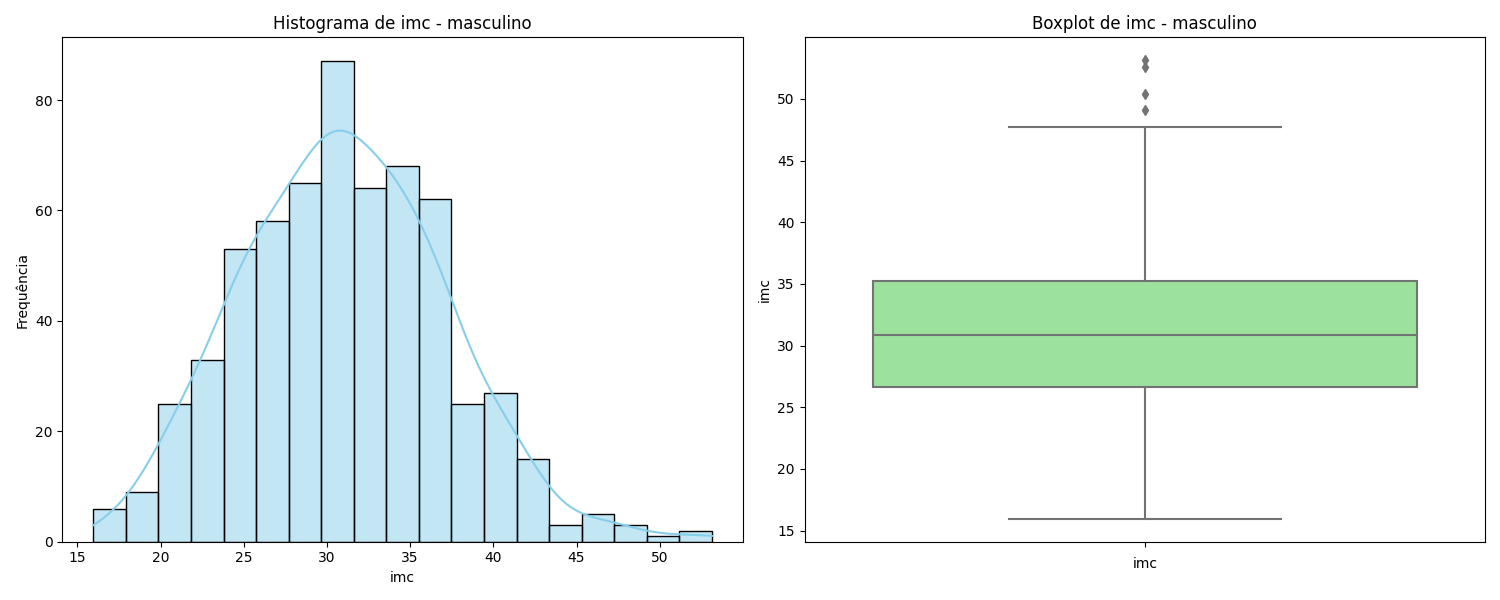 Histograma de imc - masculino
Frequência
80
60
40
20
0
15 20 25 30 35 40 45 50
imc
Boxplot de imc - masculino
imc
50
45
40
35
30
25
20
15
imc